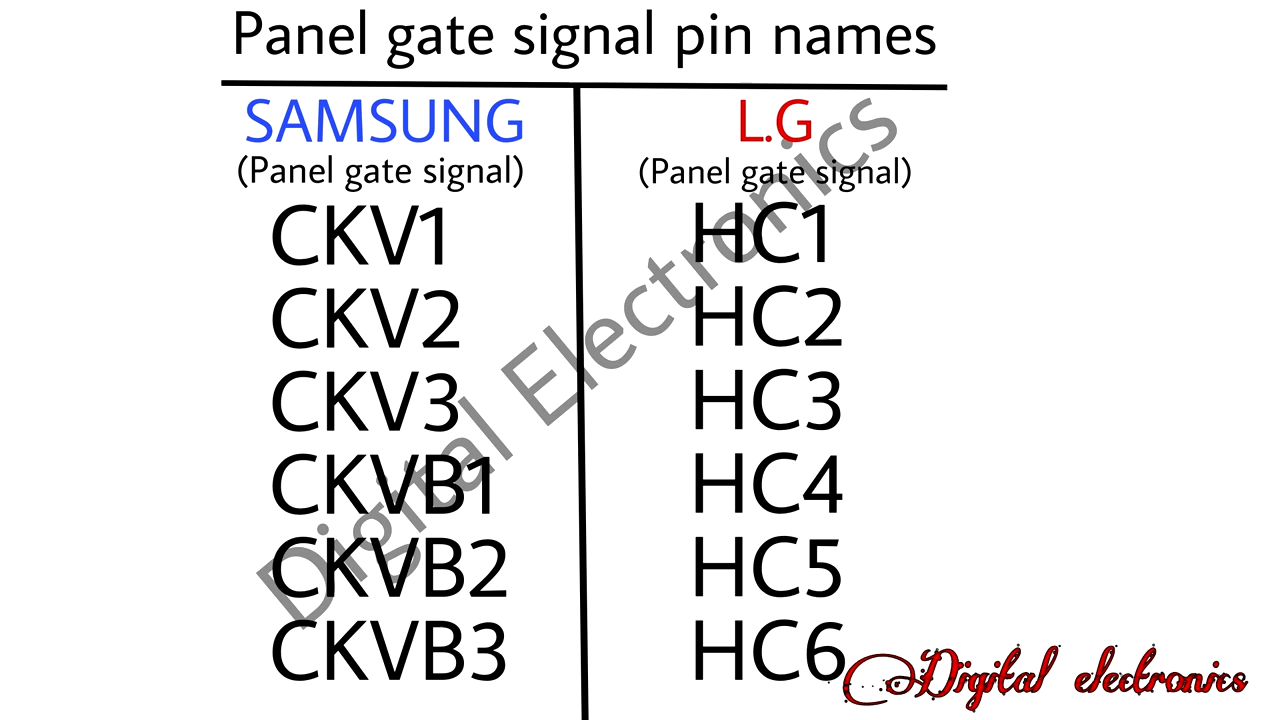 Panel gate signal pin names
SAMSUNG L.G
(Panel gate signal) (Panel gate signal)
CKV1 HC1
CKV2 HC2
CKV3 HC3
CKVB1 HC4
CKVB2 HC5
CKVB3 HC6
Digital Electronics
Digital electronics